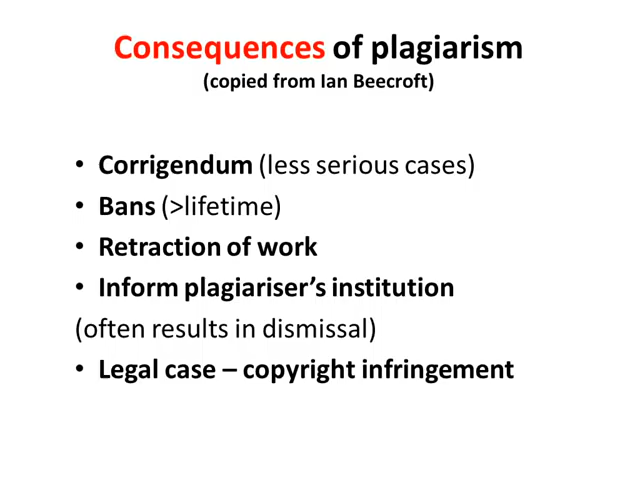 Consequences of plagiarism
(copied from Ian Beecroft)
• Corrigendum (less serious cases)
• Bans (>lifetime)
• Retraction of work
• Inform plagiariser’s institution
(often results in dismissal)
• Legal case – copyright infringement